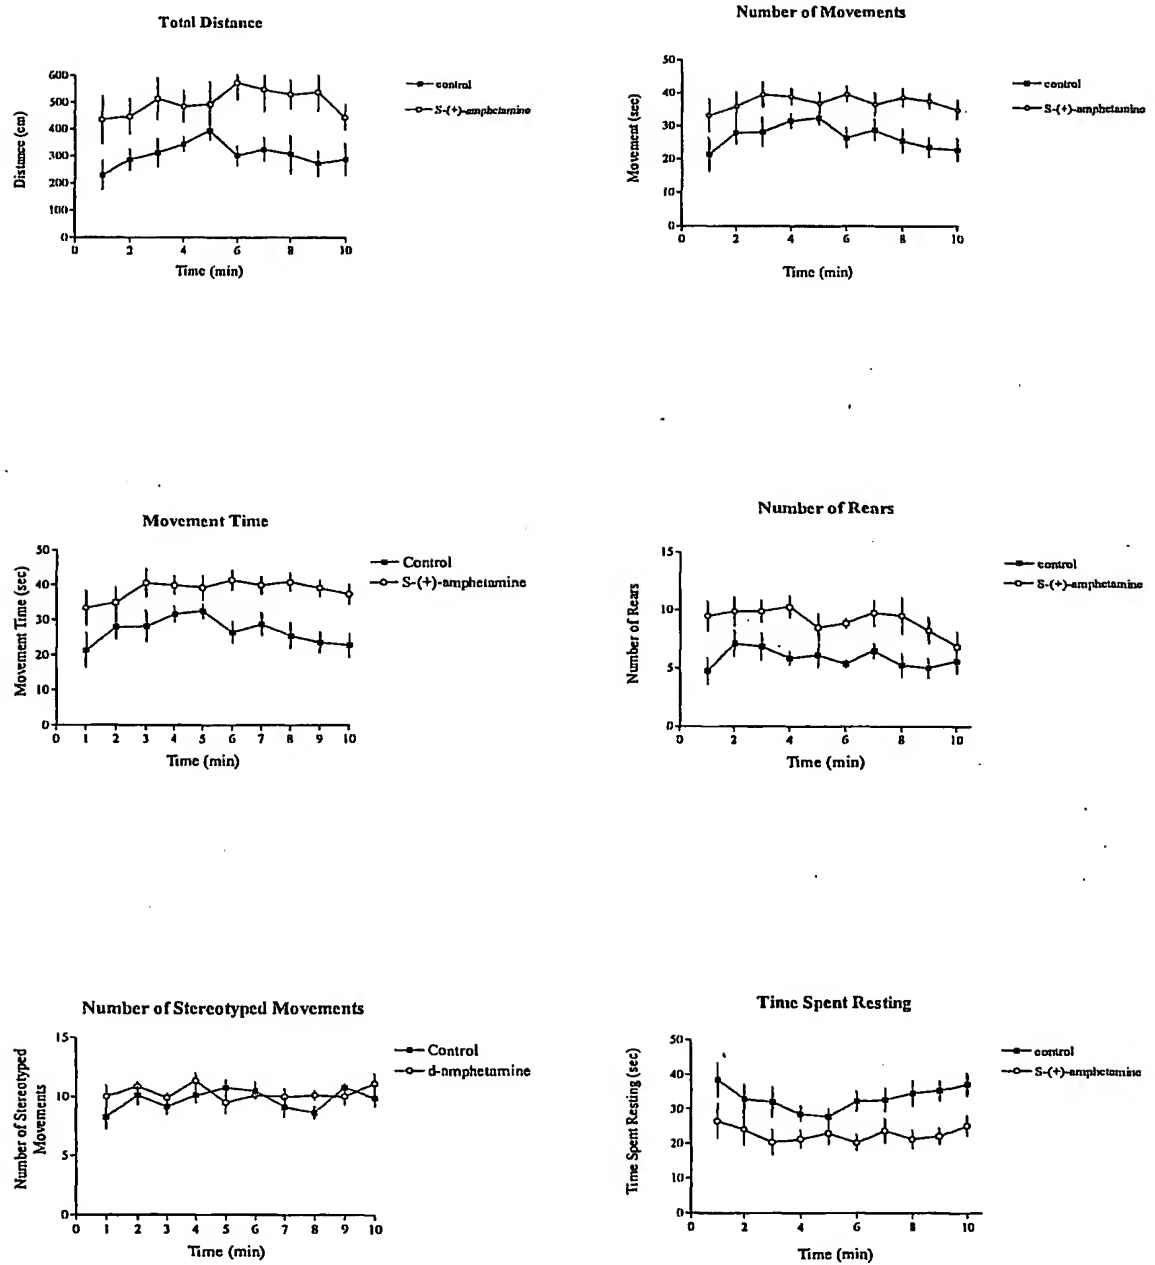 Total Distance
600
500
400
300
200
100
0
Distance (cm)
0 2 4 6 8 10
Time (min)
control
S-(+)-amphetamine
Number of Movements
50
40
30
20
10
0
Movement (sec)
0 2 4 6 8 10
Time (min)
control
S-(+)-amphetamine
Movement Time
50
40
30
20
10
0
Movement Time (sec)
0 1 2 3 4 5 6 7 8 9 10
Time (min)
Control
S-(+)-amphetamine
Number of Rears
15
10
5
0
Number of Rears
0 2 4 6 8 10
Time (min)
control
S-(+)-amphetamine
Number of Stereotyped Movements
15
10
5
0
Number of Stereotyped
Movements
0 1 2 3 4 5 6 7 8 9 10
Time (min)
Control
d-amphetamine
Time Spent Resting
50
40
30
20
10
0
Time Spent Resting (sec)
0 2 4 6 8 10
Time (min)
control
S-(+)-amphetamine